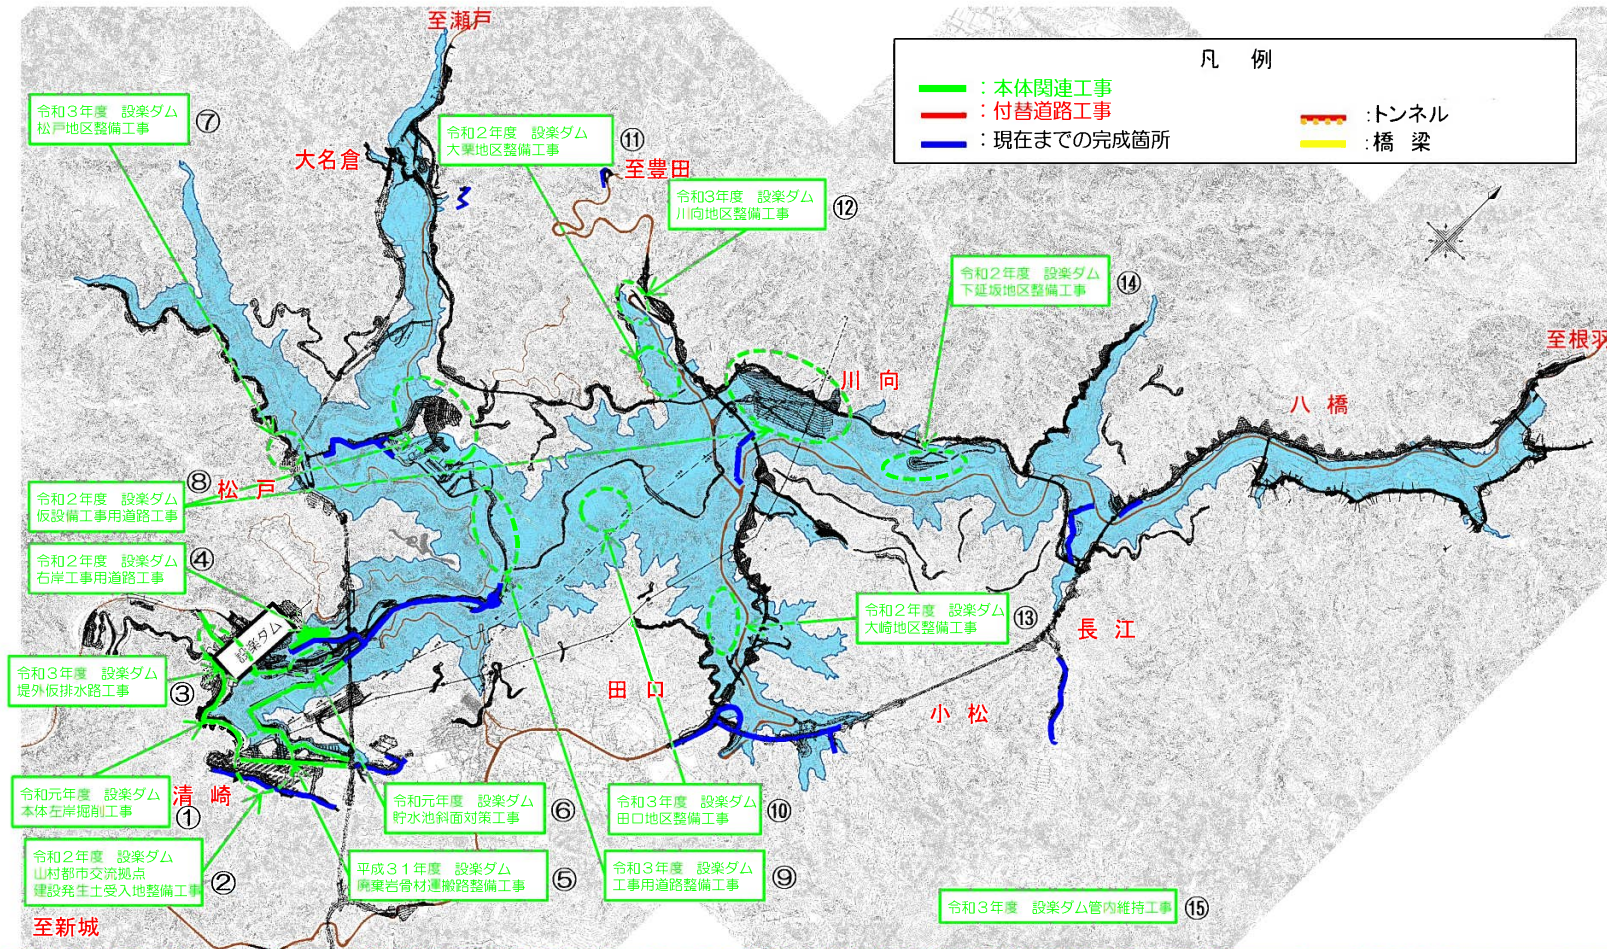 至瀬戸
凡　例
：本体関連工事
：付替道路工事
：現在までの完成箇所
：トンネル
：橋　梁
令和３年度　設楽ダム
松戸地区整備工事
⑦
大名倉
令和２年度　設楽ダム
大栗地区整備工事
⑪
至豊田
令和3年度　設楽ダム
川向地区整備工事
⑫
令和２年度　設楽ダム
下延坂地区整備工事
⑭
至根羽
川　向
八　橋
⑧
松　戸
令和２年度　設楽ダム
仮設備工事用道路工事
令和２年度　設楽ダム
右岸工事用道路工事
④
設楽ダム
令和２年度　設楽ダム
大崎地区整備工事
⑬
長　江
令和３年度　設楽ダム
堤外仮排水路工事
③
田　口
小　松
令和元年度　設楽ダム
本体左岸掘削工事
①
清　崎
令和元年度　設楽ダム
貯水池斜面対策工事
⑥
令和３年度　設楽ダム
田口地区整備工事
⑩
令和２年度　設楽ダム
山村都市交流拠点
建設発生土受入地整備工事
②
平成３１年度　設楽ダム
廃棄岩骨材運搬路整備工事
⑤
令和３年度　設楽ダム
工事用道路整備工事
⑨
令和３年度　設楽ダム管内維持工事
⑮
至新城